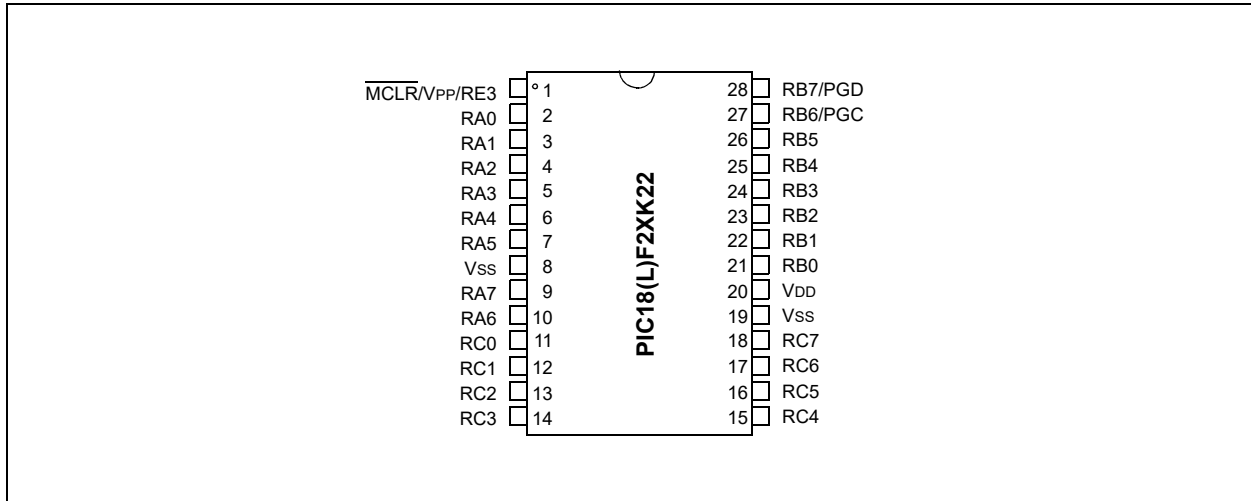 MCLR/VPP/RE3 1 28 RB7/PGD
RA0 2 27 RB6/PGC
RA1 3 26 RB5
RA2 4 25 RB4
RA3 5 24 RB3
RA4 6 23 RB2
RA5 7 22 RB1
VSS 8 21 RB0
RA7 9 20 VDD
RA6 10 19 VSS
RC0 11 18 RC7
RC1 12 17 RC6
RC2 13 16 RC5
RC3 14 15 RC4
PIC18(L)F2XK22